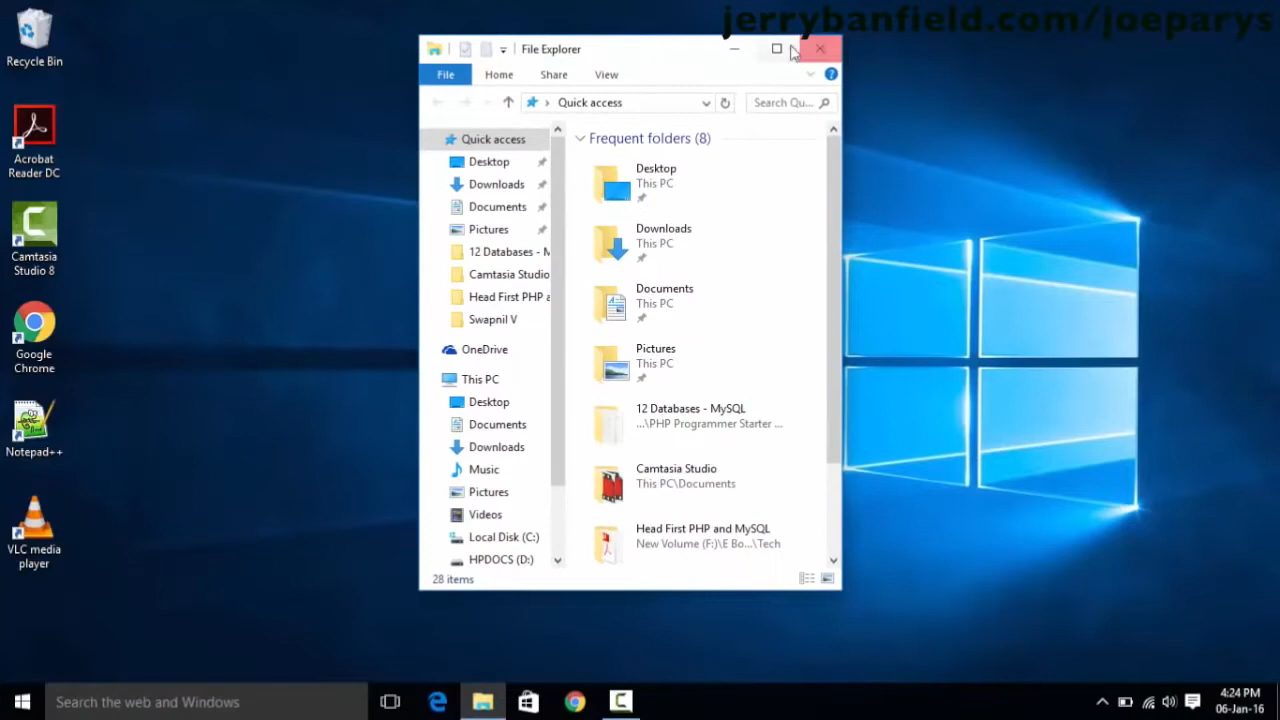 jerrybanfield.com/joeparys
Recycle Bin
Acrobat
Reader DC
Camtasia
Studio 8
Google
Chrome
Notepad++
VLC media
player
File Explorer
File Home Share View
Quick access
Search Qu...
Quick access
Desktop
Downloads
Documents
Pictures
12 Databases - M
Camtasia Studio
Head First PHP a
Swapnil V
OneDrive
This PC
Desktop
Documents
Downloads
Music
Pictures
Videos
Local Disk (C:)
HPDOCS (D:)
Frequent folders (8)
Desktop
This PC
Downloads
This PC
Documents
This PC
Pictures
This PC
12 Databases - MySQL
...\PHP Programmer Starter ...
Camtasia Studio
This PC\Documents
Head First PHP and MySQL
New Volume (F:)\E Bo...\Tech
28 items
Search the web and Windows
4:24 PM
06-Jan-16